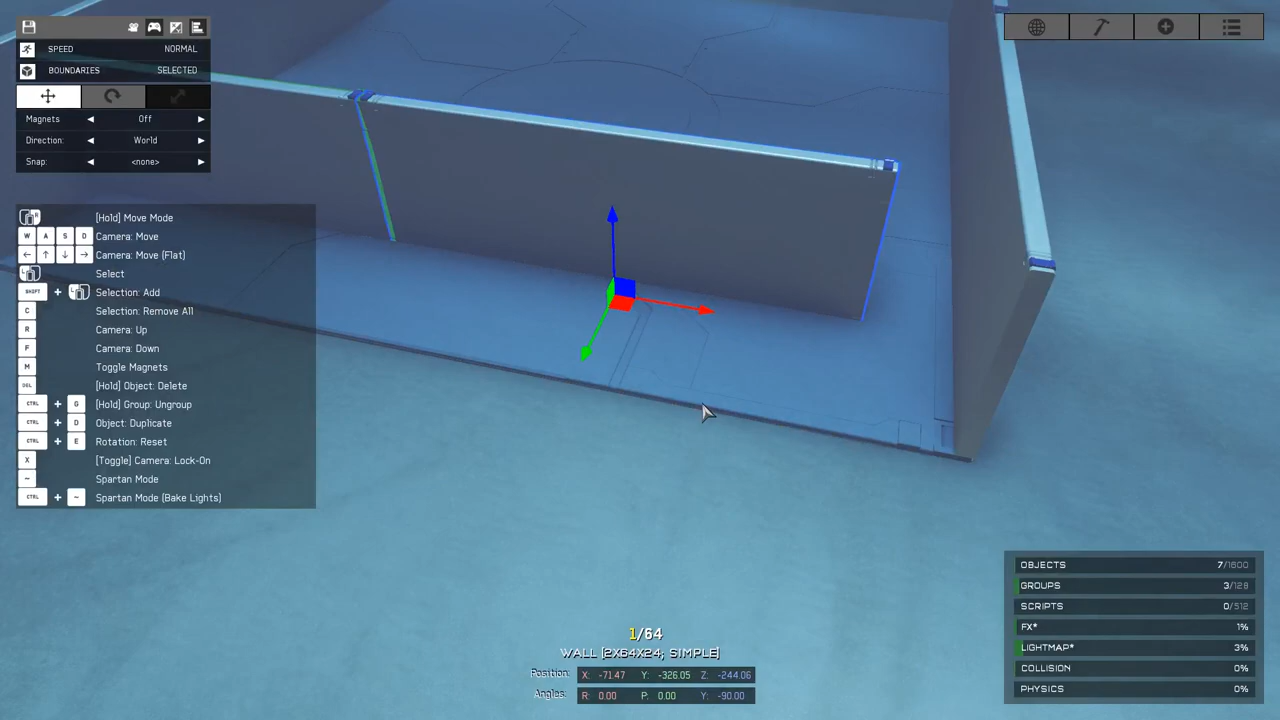 SPEED NORMAL
BOUNDARIES SELECTED
Magnets ◀ Off ▶
Direction: ◀ World ▶
Snap: ◀ <none> ▶
[Hold] Move Mode
W A S D Camera: Move
← ↑ ↓ → Camera: Move (Flat)
Select
SHIFT + Selection: Add
C Selection: Remove All
R Camera: Up
F Camera: Down
M Toggle Magnets
DEL [Hold] Object: Delete
CTRL + G [Hold] Group: Ungroup
CTRL + D Object: Duplicate
CTRL + E Rotation: Reset
X [Toggle] Camera: Lock-On
~ Spartan Mode
CTRL + ~ Spartan Mode (Bake Lights)
OBJECTS 7/1600
GROUPS 3/128
SCRIPTS 0/512
FX* 1%
LIGHTMAP* 3%
COLLISION 0%
PHYSICS 0%
1/64
WALL [2X64X24; SIMPLE]
Position: X: -71.47 Y: -326.05 Z: -244.06
Angles: R: 0.00 P: 0.00 Y: -90.00